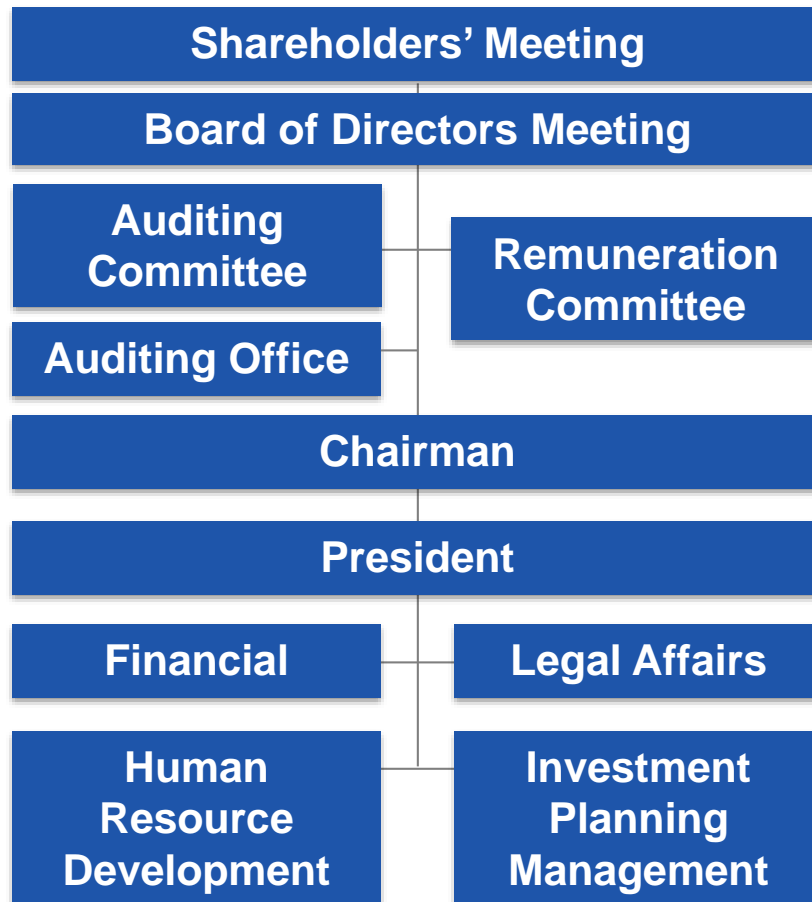 Shareholders’ Meeting
Board of Directors Meeting
Auditing
Committee
Remuneration
Committee
Auditing Office
Chairman
President
Financial
Legal Affairs
Human
Resource
Development
Investment
Planning
Management